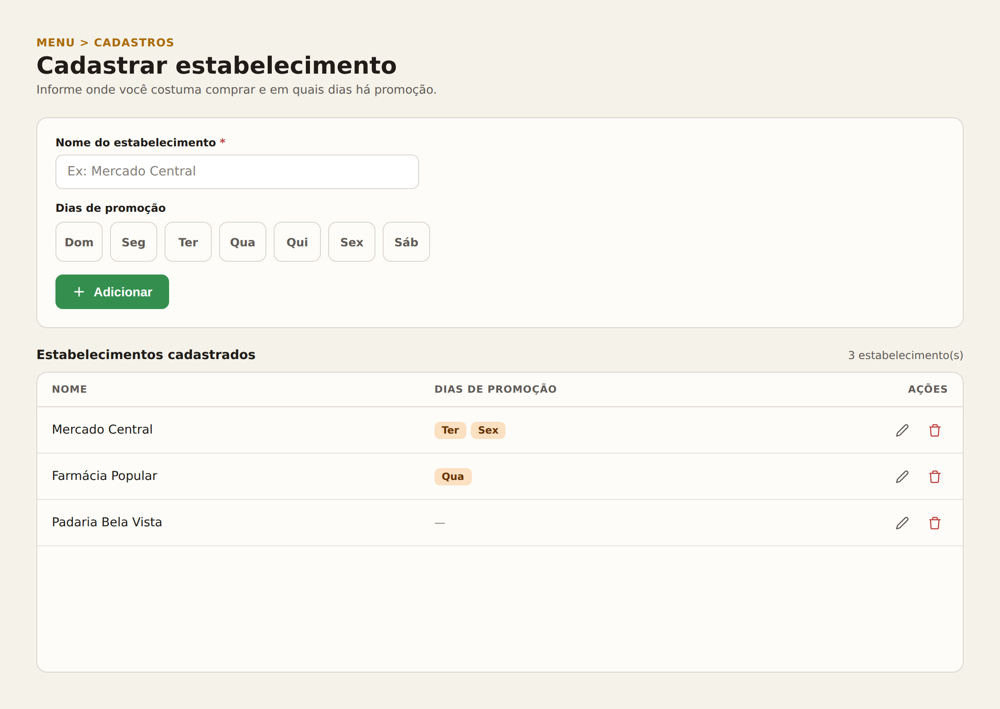 MENU > CADASTROS
Cadastrar estabelecimento
Informe onde você costuma comprar e em quais dias há promoção.
Nome do estabelecimento *
Ex: Mercado Central
Dias de promoção
Dom Seg Ter Qua Qui Sex Sáb
+ Adicionar
Estabelecimentos cadastrados 3 estabelecimento(s)
NOME DIAS DE PROMOÇÃO AÇÕES
Mercado Central Ter Sex
Farmácia Popular Qua
Padaria Bela Vista —